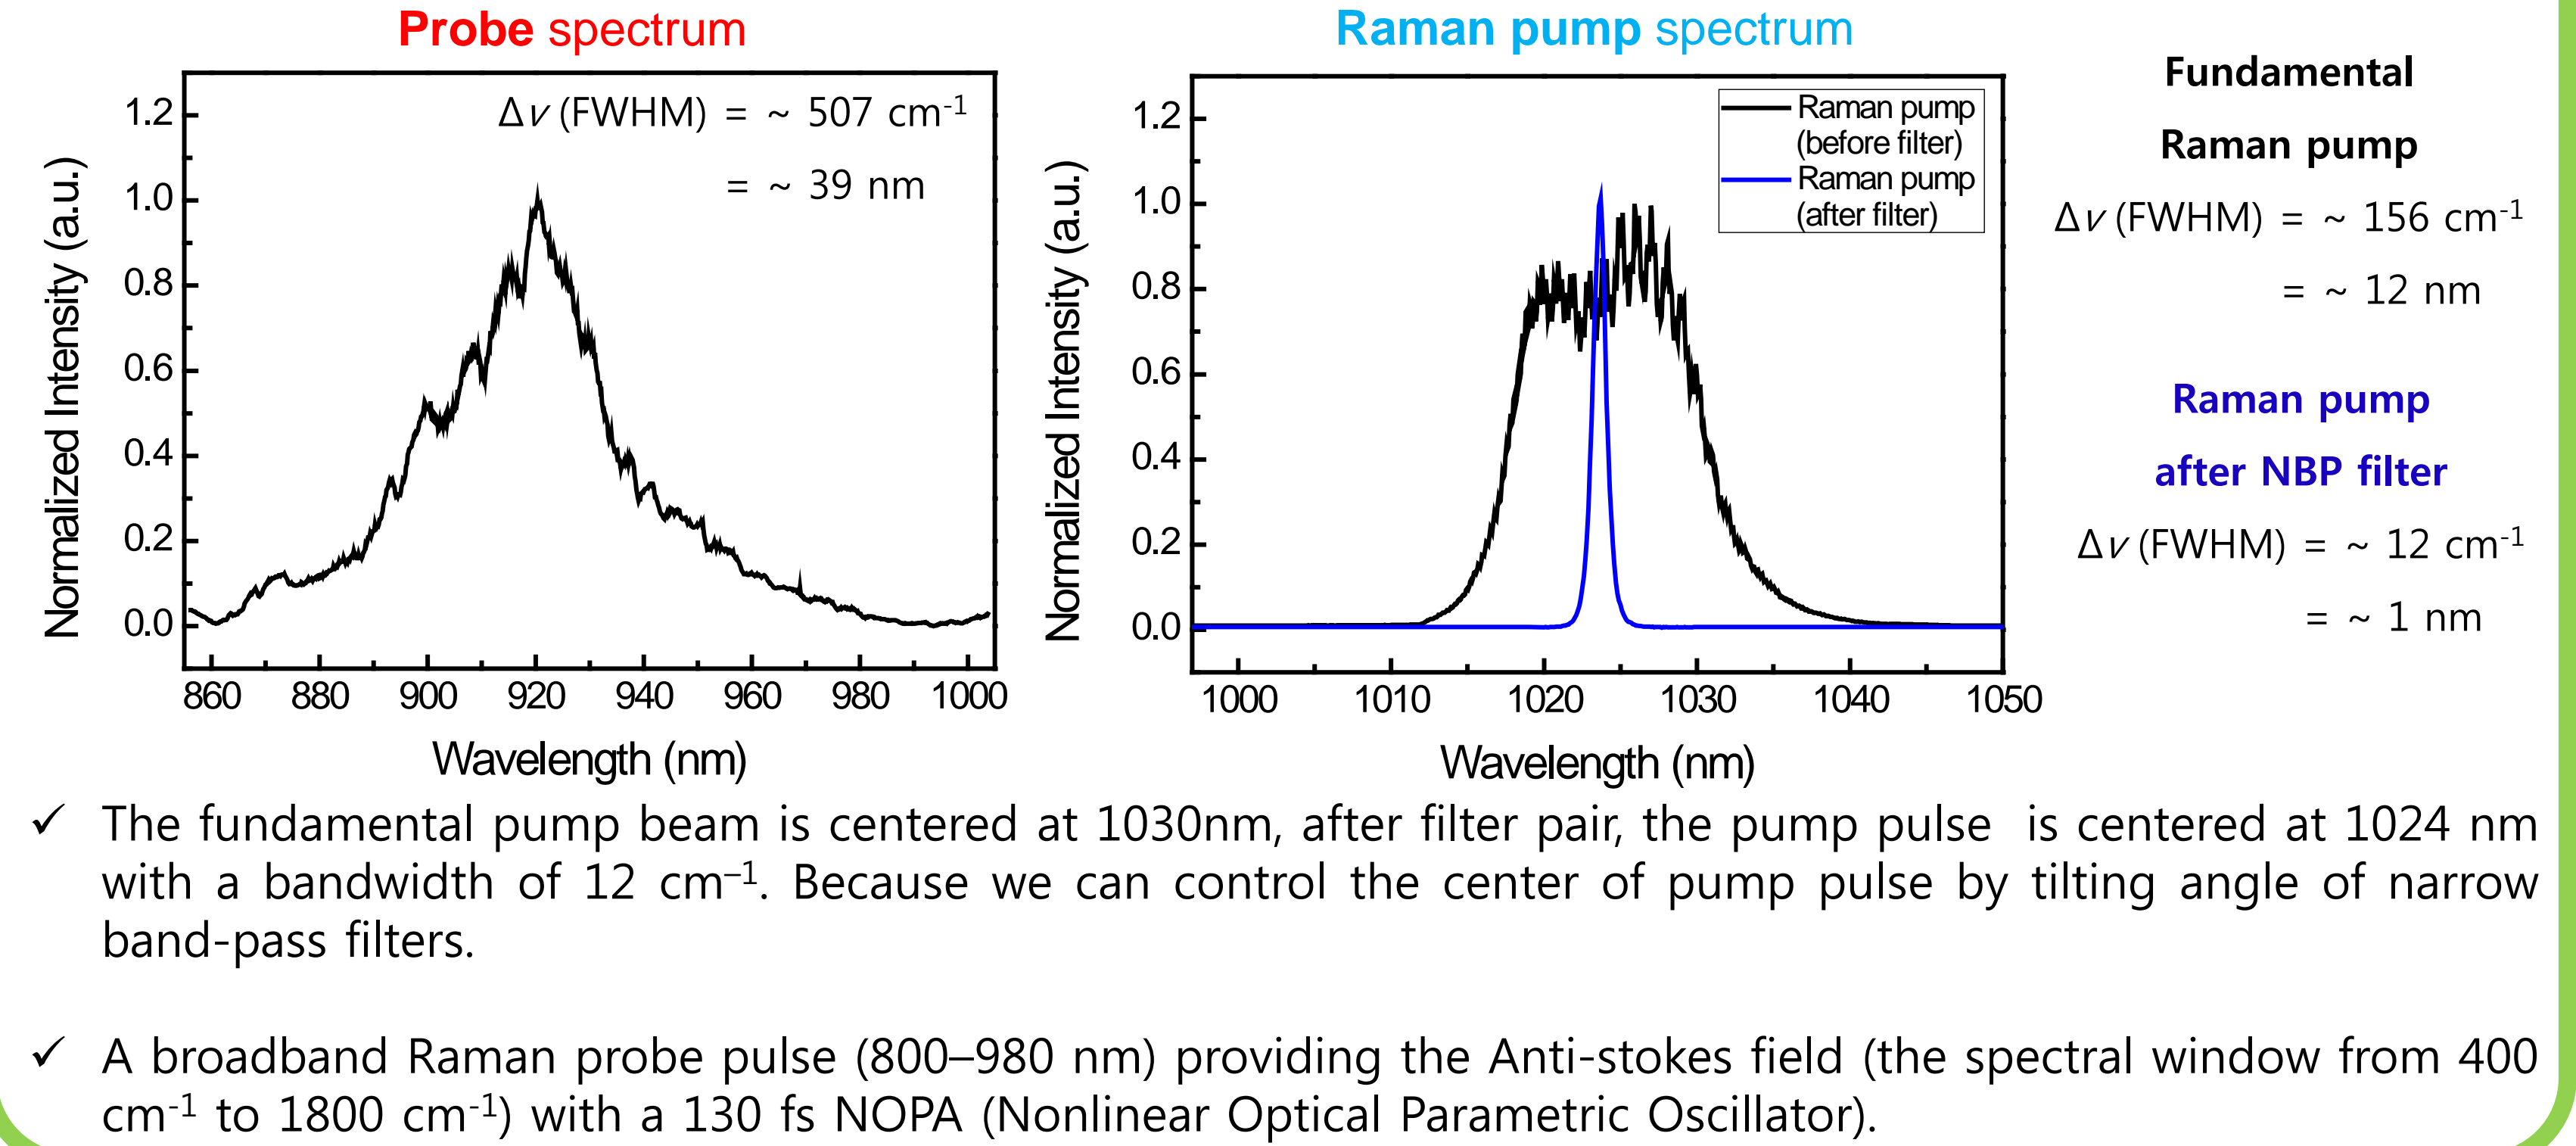 Probe spectrum
Δν (FWHM) = ~ 507 cm-1
= ~ 39 nm
Normalized Intensity (a.u.)
1.2
1.0
0.8
0.6
0.4
0.2
0.0
860 880 900 920 940 960 980 1000
Wavelength (nm)
Raman pump spectrum
Raman pump
(before filter)
Raman pump
(after filter)
Normalized Intensity (a.u.)
1.2
1.0
0.8
0.6
0.4
0.2
0.0
1000 1010 1020 1030 1040 1050
Wavelength (nm)
Fundamental
Raman pump
Δν (FWHM) = ~ 156 cm-1
= ~ 12 nm
Raman pump
after NBP filter
Δν (FWHM) = ~ 12 cm-1
= ~ 1 nm
✓ The fundamental pump beam is centered at 1030nm, after filter pair, the pump pulse is centered at 1024 nm
with a bandwidth of 12 cm–1. Because we can control the center of pump pulse by tilting angle of narrow
band-pass filters.
✓ A broadband Raman probe pulse (800–980 nm) providing the Anti-stokes field (the spectral window from 400
cm-1 to 1800 cm-1) with a 130 fs NOPA (Nonlinear Optical Parametric Oscillator).